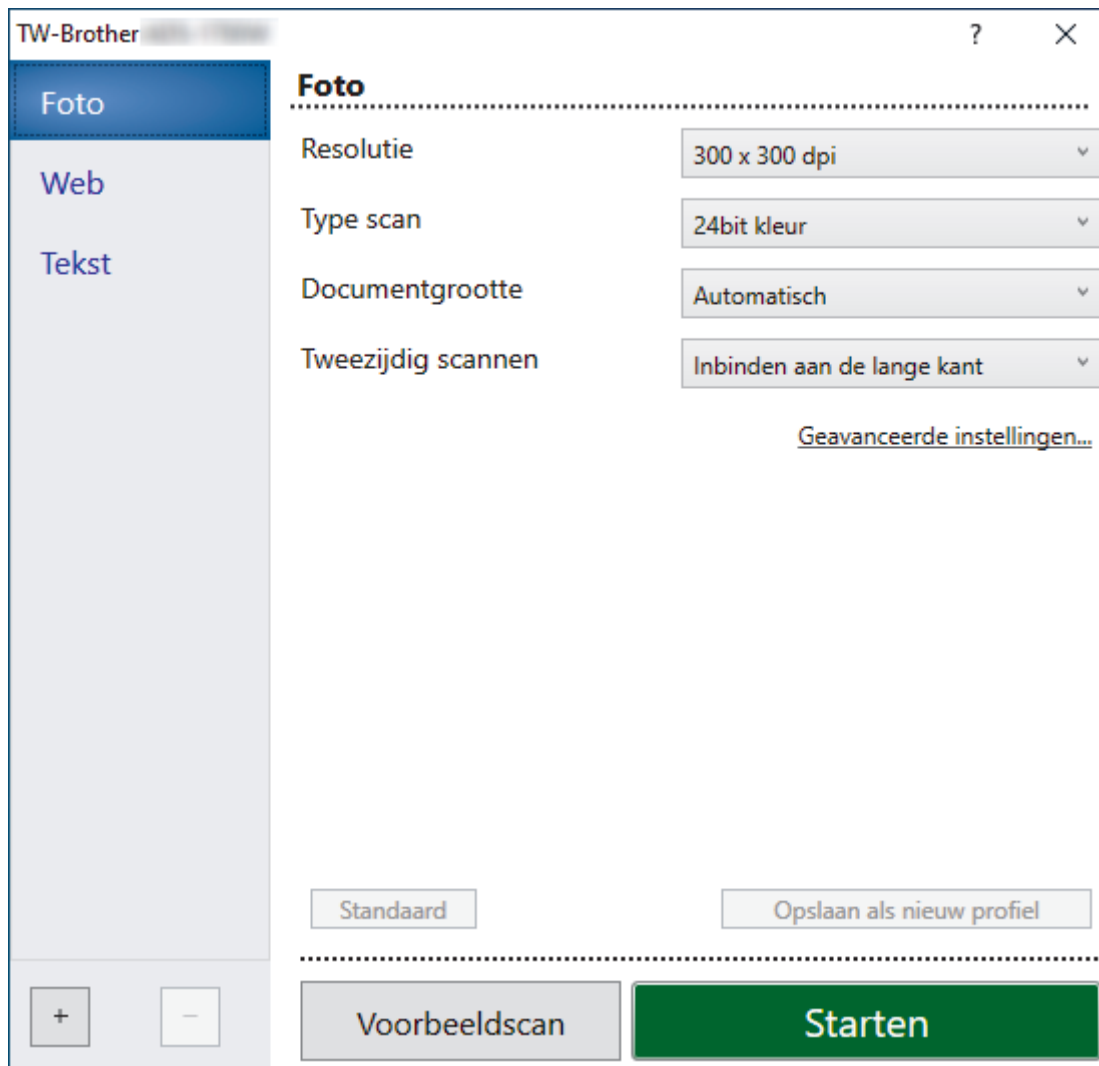 TW-Brother
?
Foto
Web
Tekst
Foto
Resolutie
300 x 300 dpi
Type scan
24bit kleur
Documentgrootte
Automatisch
Tweezijdig scannen
Inbinden aan de lange kant
Geavanceerde instellingen...
Standaard
Opslaan als nieuw profiel
+
−
Voorbeeldscan
Starten